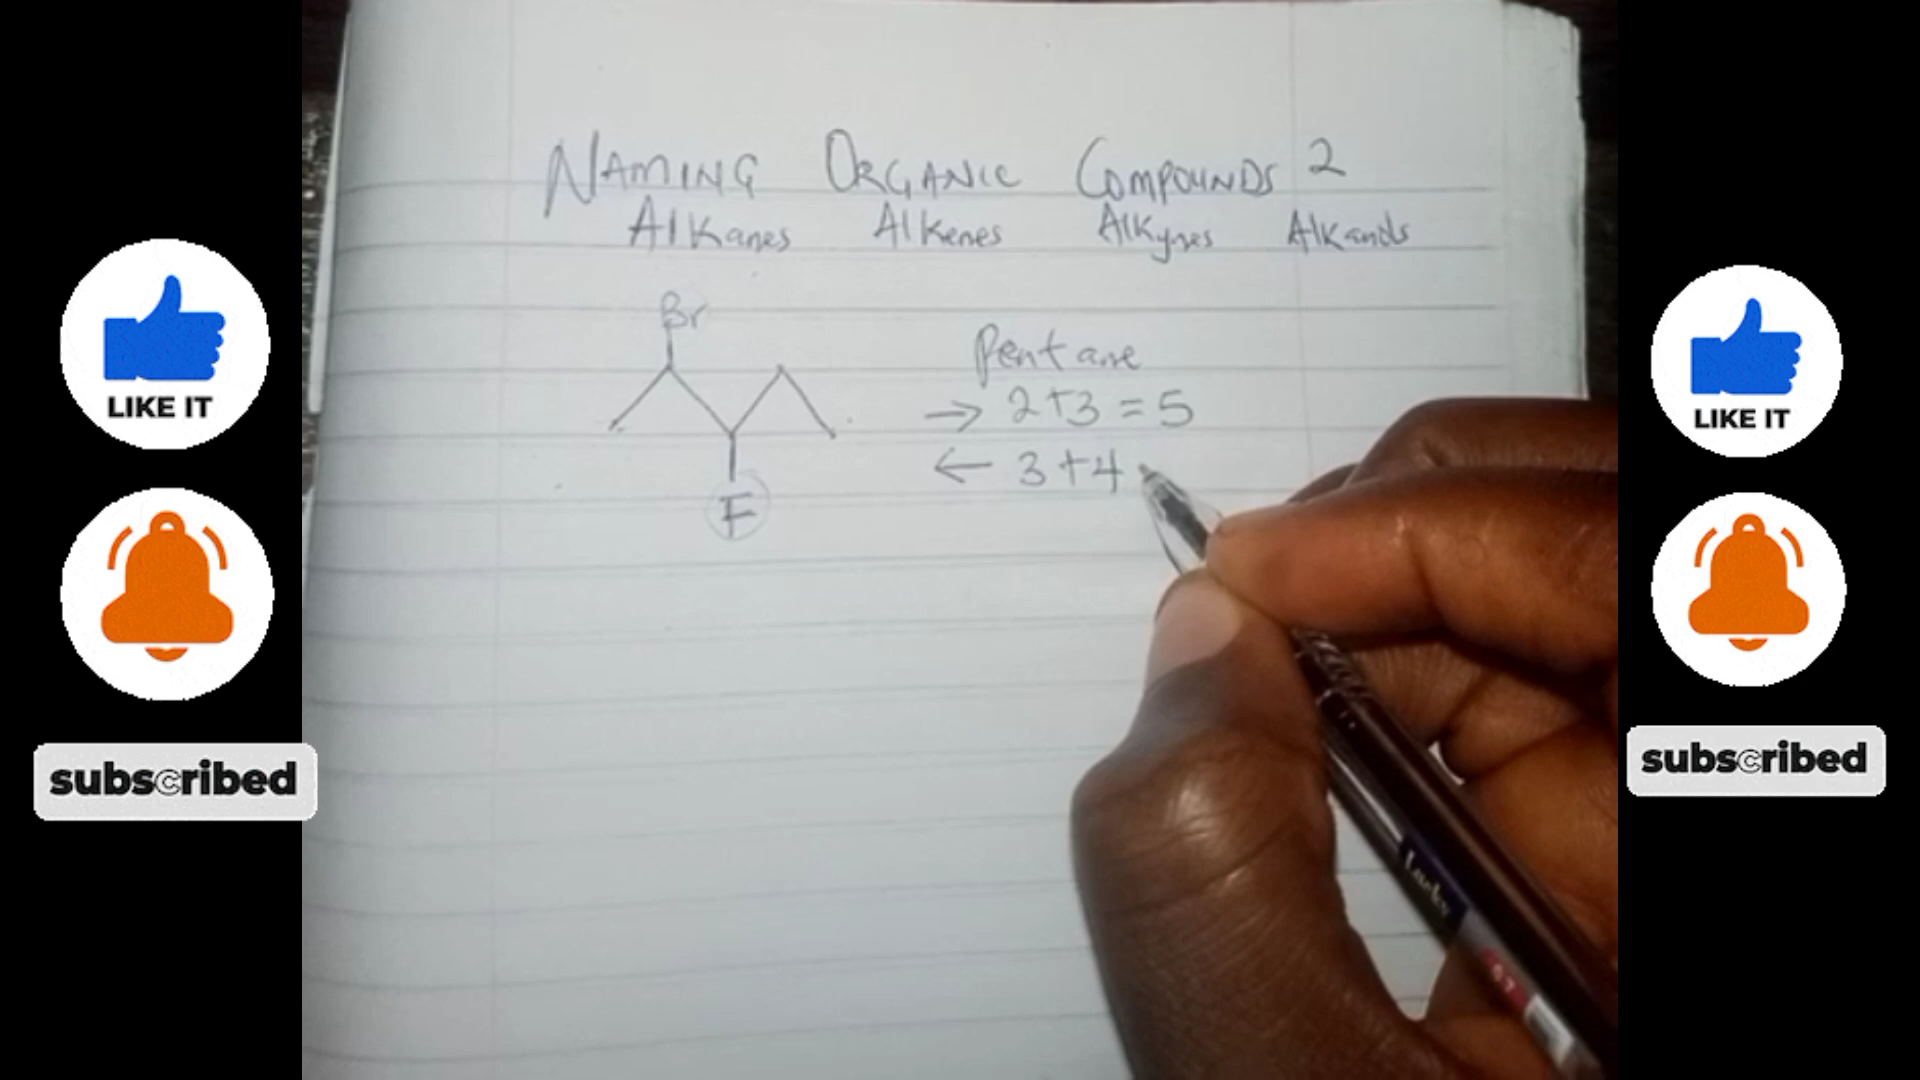 NAMING ORGANIC COMPOUNDS 2
Alkanes Alkenes Alkynes Alkanols
Br
Pentane
→ 2+3=5
← 3+4
F
LIKE IT
subscribed
LIKE IT
subscribed
Lucky